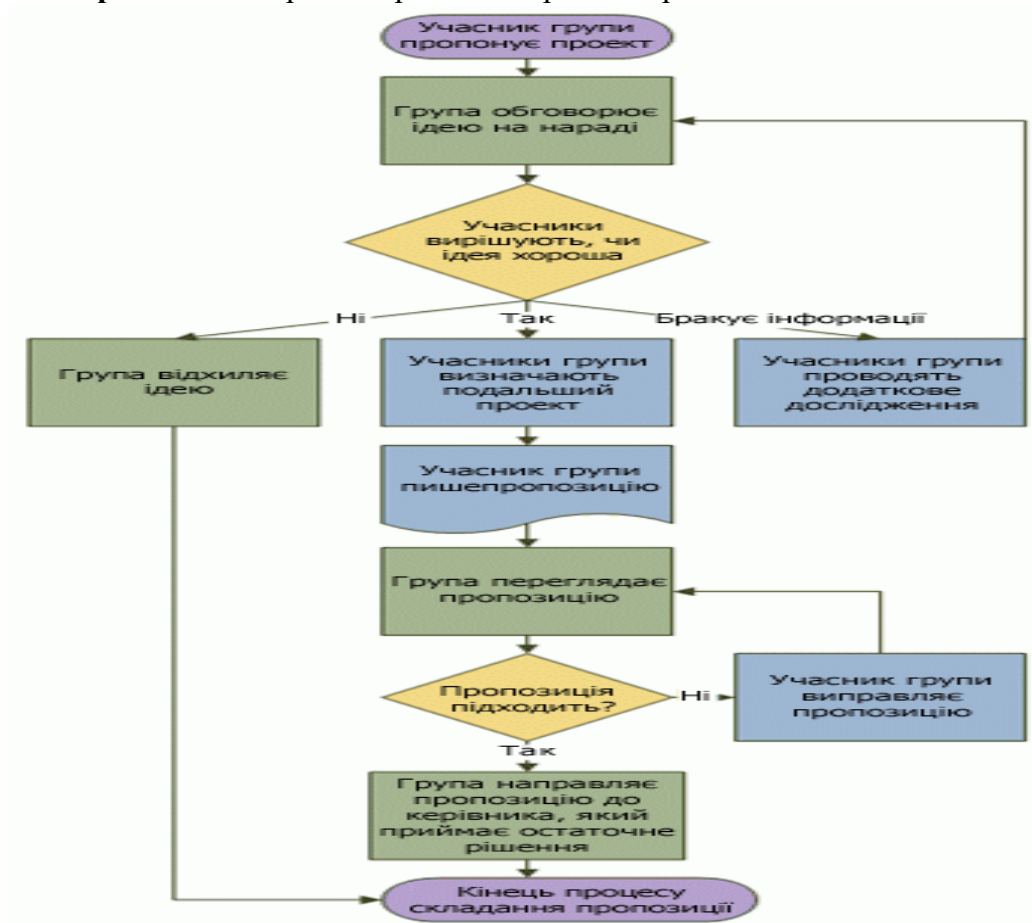 Учасник групи
пропонує проект
Група обговорює
ідею на нараді
Учасники
вирішують, чи
ідея хороша
Ні
Так
Бракує інформації
Група відхиляє
ідею
Учасники групи
визначають
подальший
проект
Учасники групи
проводять
додаткове
дослідження
Учасник групи
пишепропозицію
Група переглядає
пропозицію
Пропозиція
підходить?
Ні
Учасник групи
виправляє
пропозицію
Так
Група направляє
пропозицію до
керівника, який
приймає остаточне
рішення
Кінець процесу
складання пропозиції